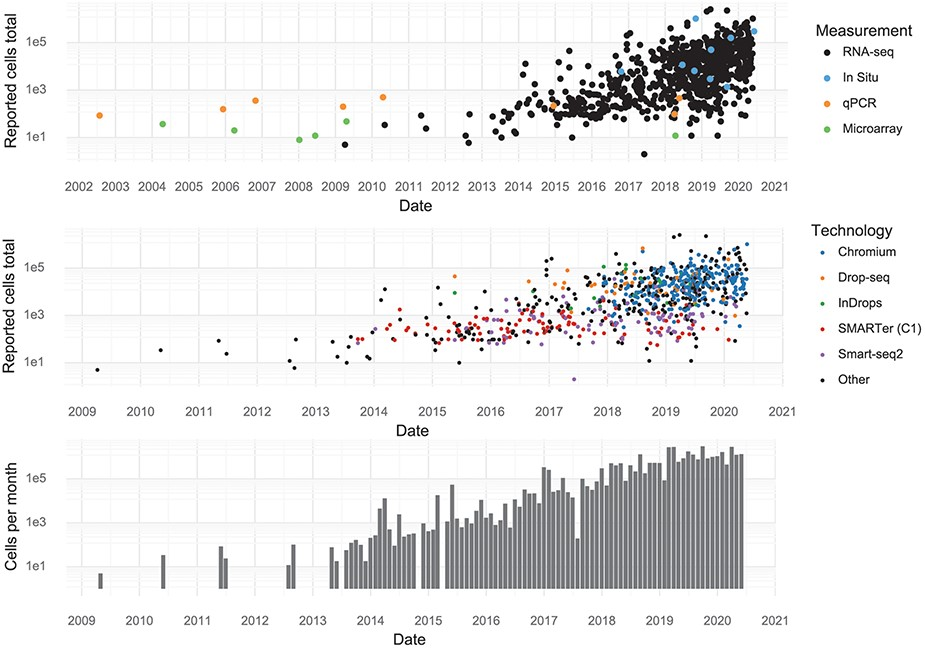 Reported cells total
1e5
1e3
1e1
2002 2003 2004 2005 2006 2007 2008 2009 2010 2011 2012 2013 2014 2015 2016 2017 2018 2019 2020 2021
Date
Measurement
RNA-seq
In Situ
qPCR
Microarray
Reported cells total
1e5
1e3
1e1
2009 2010 2011 2012 2013 2014 2015 2016 2017 2018 2019 2020 2021
Date
Technology
Chromium
Drop-seq
InDrops
SMARTer (C1)
Smart-seq2
Other
Cells per month
1e5
1e3
1e1
2009 2010 2011 2012 2013 2014 2015 2016 2017 2018 2019 2020 2021
Date